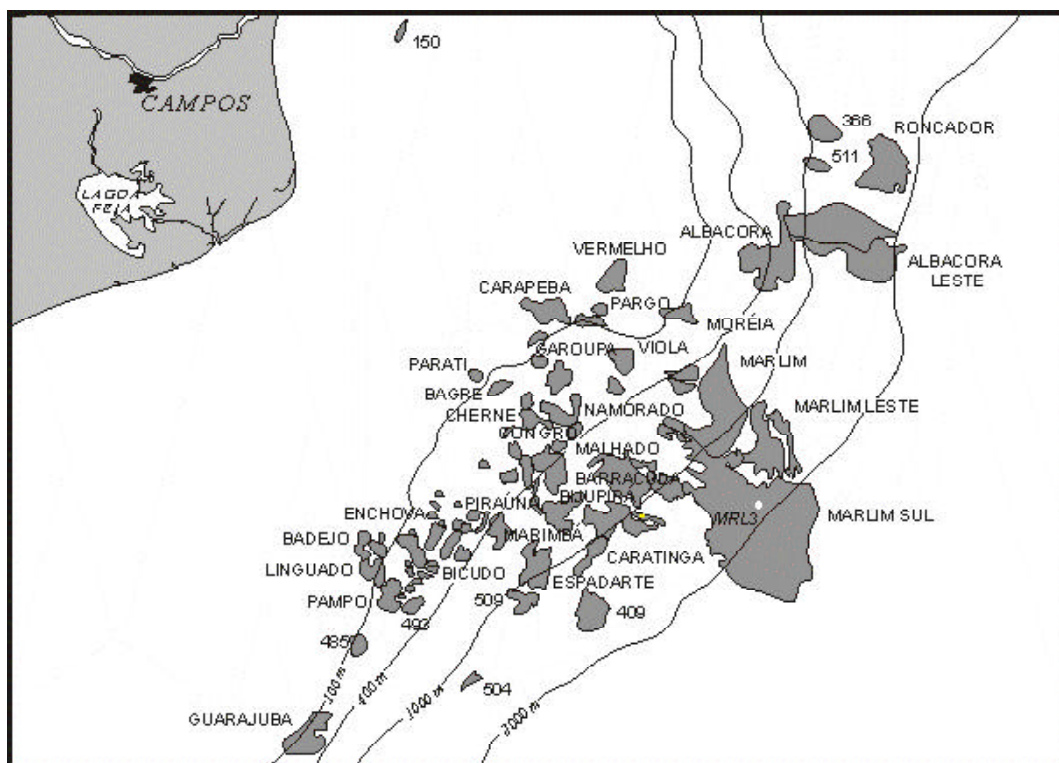 150
CAMPOS
366
RONCADOR
511
LAGOA
FEIA
ALBACORA
VERMELHO
ALBACORA
LESTE
CARAPEBA
PARGO
MORÉIA
GAROUPA
VIOLA
PARATI
MARLIM
BAGRE
MARLIM LESTE
CHERNE
NAMORADO
CONGRO
MALHADO
BARRACUDA
BIJUPIRA
PIRAÚNA
ENCHOVA
MRL3
MARLIM SUL
BADEJO
MARIMBÁ
CARATINGA
LINGUADO
BICUDO
ESPADARTE
PAMPO
509
409
493
485
100 m
400 m
1000 m
504
GUARAJUBA